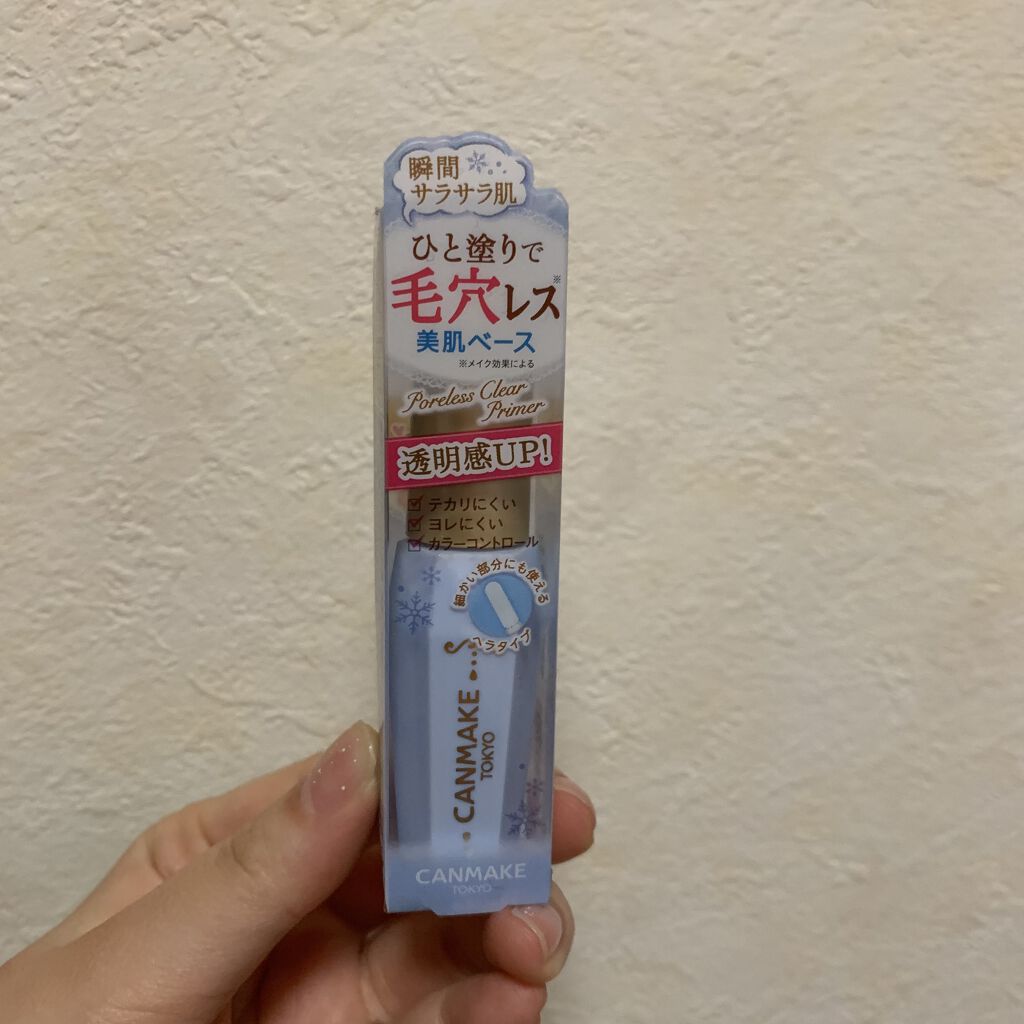 瞬間
サラサラ肌
ひと塗りで
毛穴レス※
美肌ベース
※メイク効果による
Poreless Clear
Primer
透明感UP!
テカリにくい
ヨレにくい
カラーコントロール
細かい部分にも使える
ヘラタイプ
CANMAKE
TOKYO
CANMAKE
TOKYO